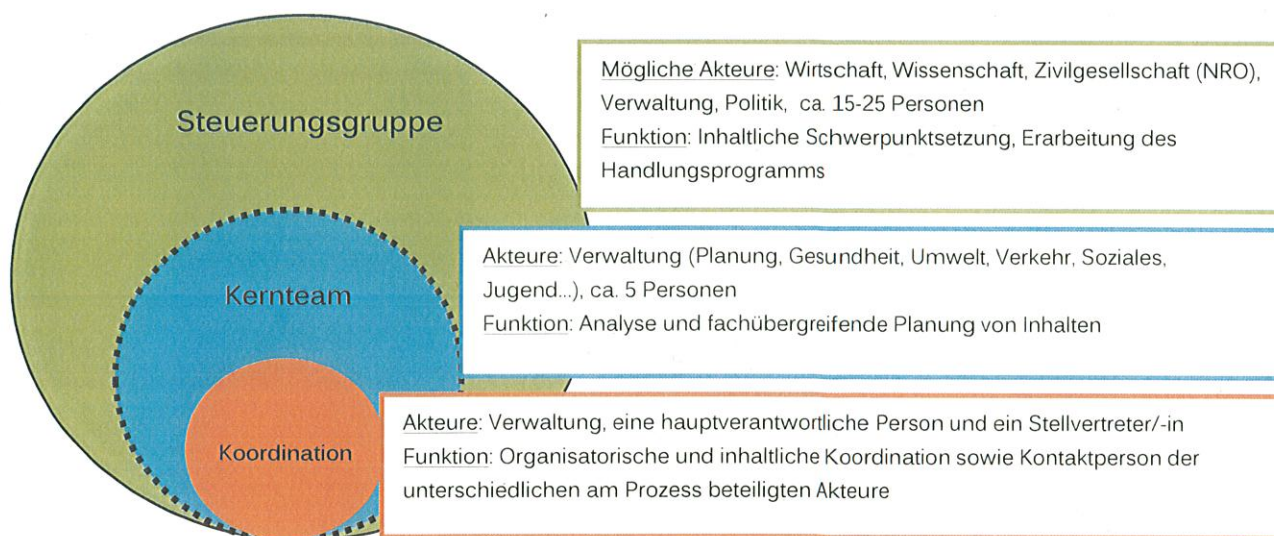 Steuerungsgruppe
Mögliche Akteure: Wirtschaft, Wissenschaft, Zivilgesellschaft (NRO),
Verwaltung, Politik, ca. 15-25 Personen
Funktion: Inhaltliche Schwerpunktsetzung, Erarbeitung des
Handlungsprogramms
Kernteam
Akteure: Verwaltung (Planung, Gesundheit, Umwelt, Verkehr, Soziales,
Jugend...), ca. 5 Personen
Funktion: Analyse und fachübergreifende Planung von Inhalten
Koordination
Akteure: Verwaltung, eine hauptverantwortliche Person und ein Stellvertreter/-in
Funktion: Organisatorische und inhaltliche Koordination sowie Kontaktperson der
unterschiedlichen am Prozess beteiligten Akteure